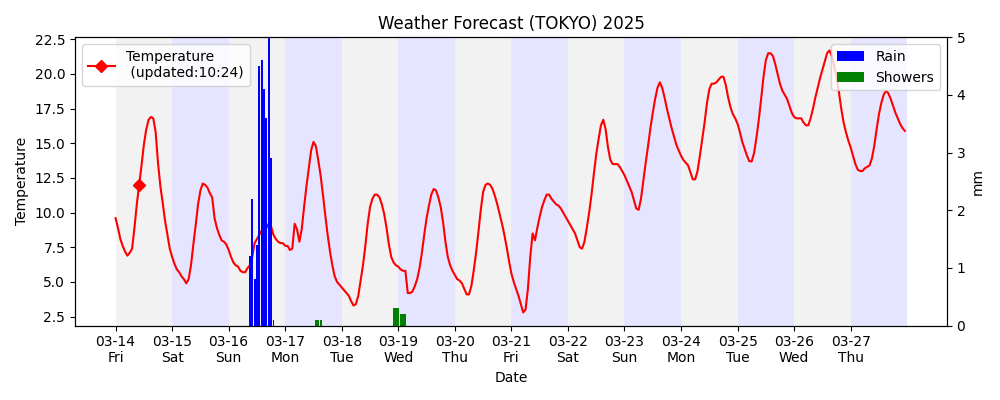 Weather Forecast (TOKYO) 2025
Temperature
(updated:10:24)
Rain
Showers
22.5
20.0
17.5
15.0
12.5
10.0
7.5
5.0
2.5
Temperature
5
4
3
2
1
0
mm
03-14 03-15 03-16 03-17 03-18 03-19 03-20 03-21 03-22 03-23 03-24 03-25 03-26 03-27
Fri Sat Sun Mon Tue Wed Thu Fri Sat Sun Mon Tue Wed Thu
Date